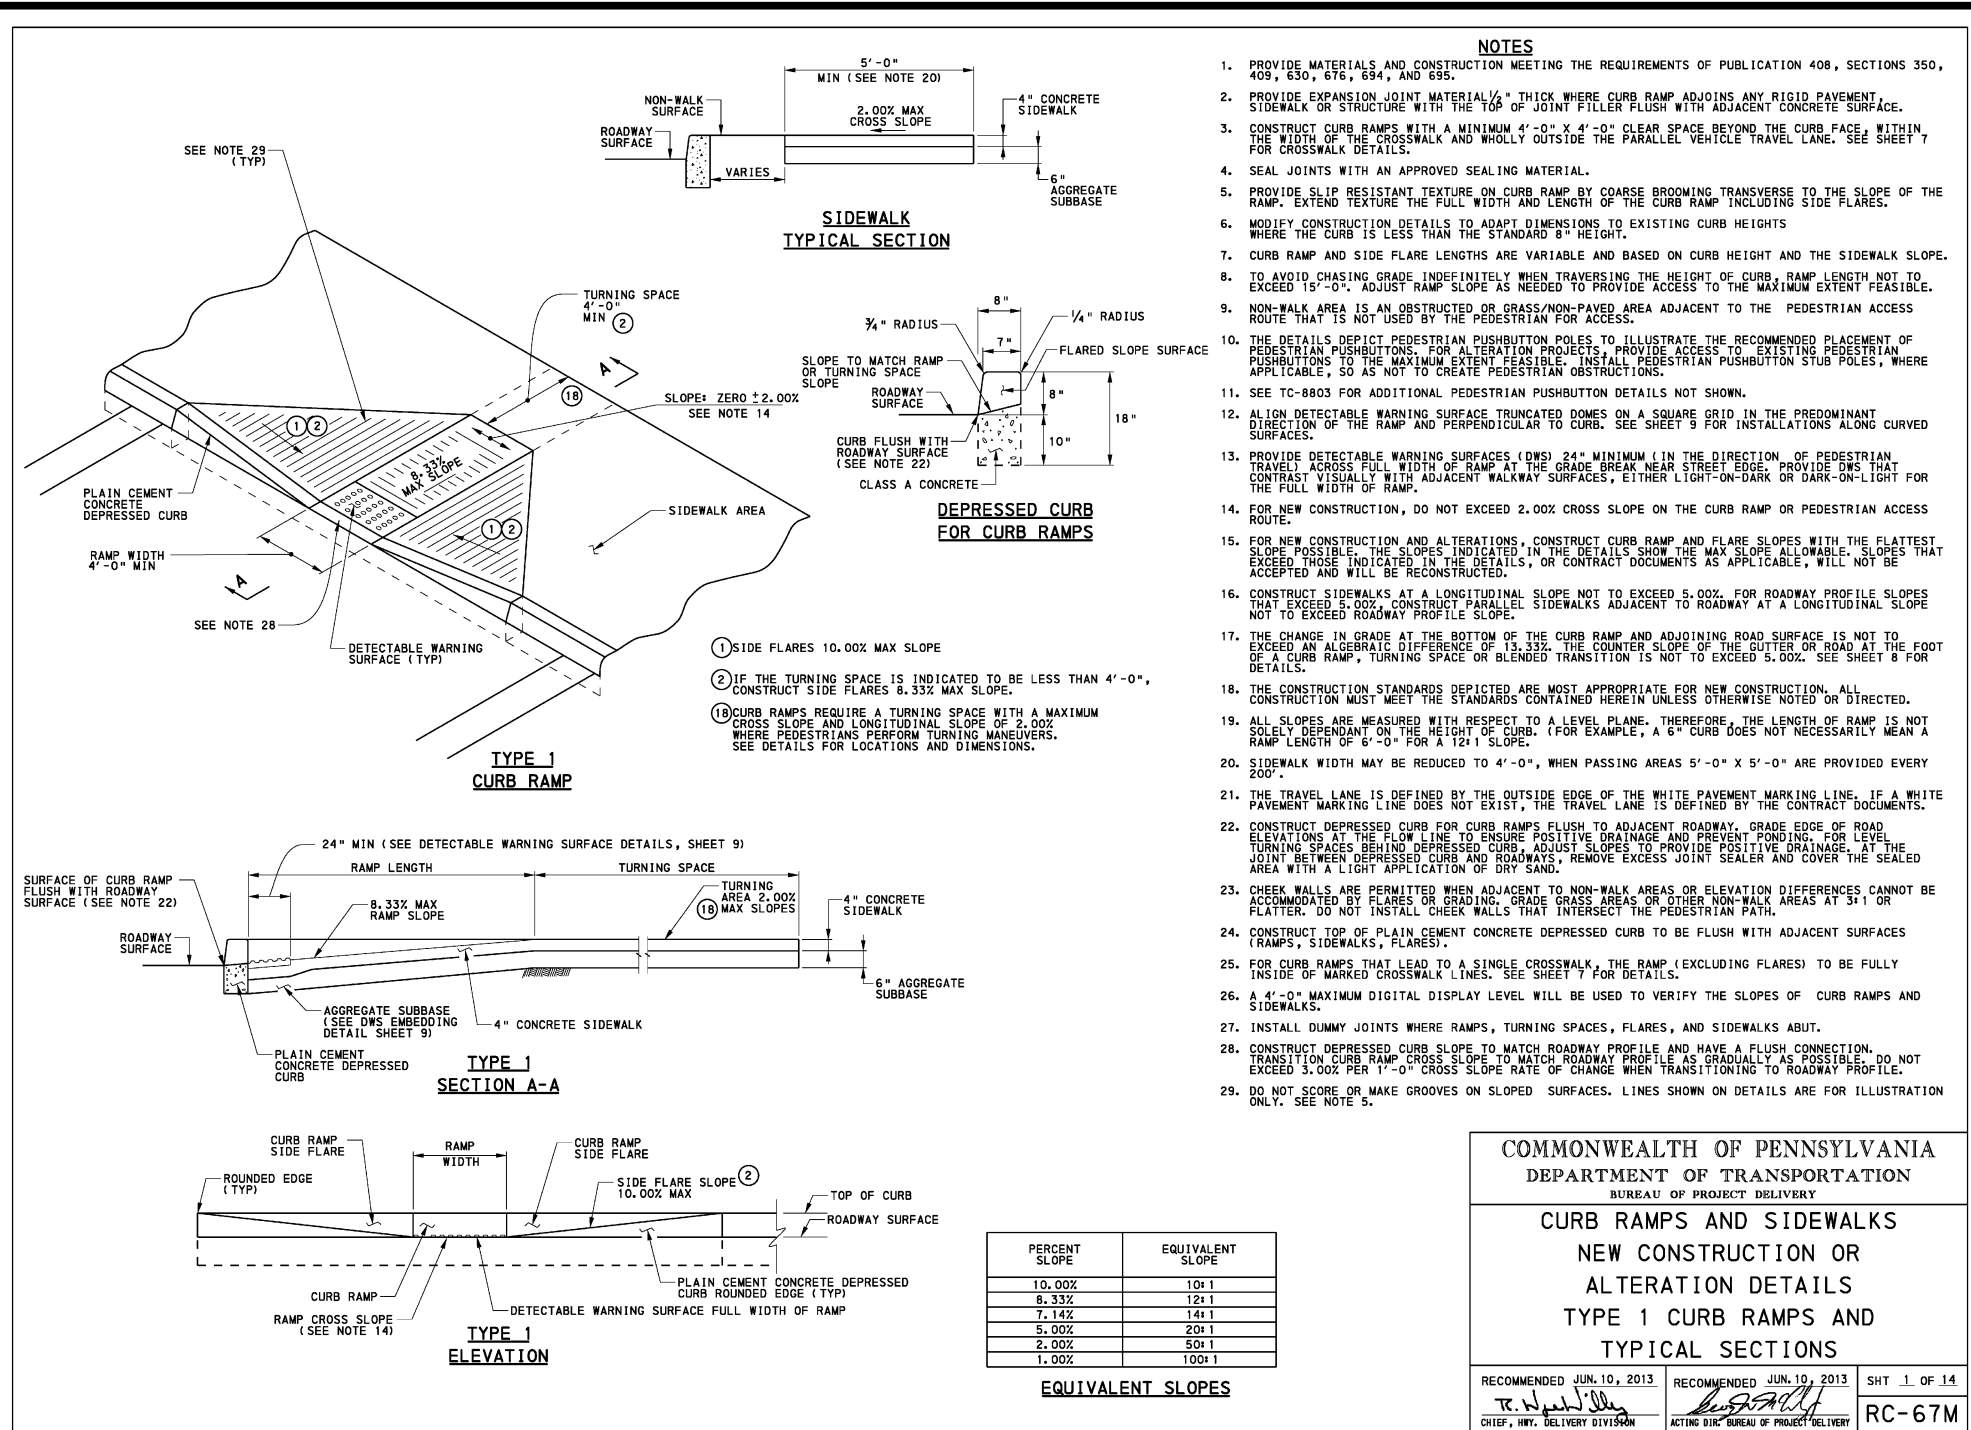 5'-0"
MIN (SEE NOTE 20)
NON-WALK
SURFACE
2.00% MAX
CROSS SLOPE
4" CONCRETE
SIDEWALK
ROADWAY
SURFACE
VARIES
6"
AGGREGATE
SUBBASE
SIDEWALK
TYPICAL SECTION
SEE NOTE 29
(TYP)
TURNING SPACE
4'-0"
MIN 2
A
18
SLOPE: ZERO ±2.00%
SEE NOTE 14
1 2
8.33%
MAX SLOPE
PLAIN CEMENT
CONCRETE
DEPRESSED CURB
1 2
SIDEWALK AREA
RAMP WIDTH
4'-0" MIN
A
SEE NOTE 28
DETECTABLE WARNING
SURFACE (TYP)
TYPE 1
CURB RAMP
8"
3/4" RADIUS
1/4" RADIUS
7"
FLARED SLOPE SURFACE
SLOPE TO MATCH RAMP
OR TURNING SPACE
SLOPE
ROADWAY
SURFACE
8"
18"
10"
CURB FLUSH WITH
ROADWAY SURFACE
(SEE NOTE 22)
CLASS A CONCRETE
DEPRESSED CURB
FOR CURB RAMPS
1 SIDE FLARES 10.00% MAX SLOPE
2 IF THE TURNING SPACE IS INDICATED TO BE LESS THAN 4'-0",
CONSTRUCT SIDE FLARES 8.33% MAX SLOPE.
18 CURB RAMPS REQUIRE A TURNING SPACE WITH A MAXIMUM
CROSS SLOPE AND LONGITUDINAL SLOPE OF 2.00%
WHERE PEDESTRIANS PERFORM TURNING MANEUVERS.
SEE DETAILS FOR LOCATIONS AND DIMENSIONS.
24" MIN (SEE DETECTABLE WARNING SURFACE DETAILS, SHEET 9)
RAMP LENGTH
TURNING SPACE
SURFACE OF CURB RAMP
FLUSH WITH ROADWAY
SURFACE (SEE NOTE 22)
8.33% MAX
RAMP SLOPE
TURNING
AREA 2.00%
18 MAX SLOPES
4" CONCRETE
SIDEWALK
ROADWAY
SURFACE
6" AGGREGATE
SUBBASE
AGGREGATE SUBBASE
(SEE DWS EMBEDDING
DETAIL SHEET 9)
4" CONCRETE SIDEWALK
PLAIN CEMENT
CONCRETE DEPRESSED
CURB
TYPE 1
SECTION A-A
CURB RAMP
SIDE FLARE
RAMP
WIDTH
CURB RAMP
SIDE FLARE
ROUNDED EDGE
(TYP)
SIDE FLARE SLOPE 2
10.00% MAX
TOP OF CURB
ROADWAY SURFACE
CURB RAMP
PLAIN CEMENT CONCRETE DEPRESSED
CURB ROUNDED EDGE (TYP)
RAMP CROSS SLOPE
(SEE NOTE 14)
DETECTABLE WARNING SURFACE FULL WIDTH OF RAMP
TYPE 1
ELEVATION
PERCENT SLOPE EQUIVALENT SLOPE
10.00% 10:1
8.33% 12:1
7.14% 14:1
5.00% 20:1
2.00% 50:1
1.00% 100:1
EQUIVALENT SLOPES
NOTES
1. PROVIDE MATERIALS AND CONSTRUCTION MEETING THE REQUIREMENTS OF PUBLICATION 408, SECTIONS 350,
409, 630, 676, 694, AND 695.
2. PROVIDE EXPANSION JOINT MATERIAL 1/2" THICK WHERE CURB RAMP ADJOINS ANY RIGID PAVEMENT,
SIDEWALK OR STRUCTURE WITH THE TOP OF JOINT FILLER FLUSH WITH ADJACENT CONCRETE SURFACE.
3. CONSTRUCT CURB RAMPS WITH A MINIMUM 4'-0" X 4'-0" CLEAR SPACE BEYOND THE CURB FACE, WITHIN
THE WIDTH OF THE CROSSWALK AND WHOLLY OUTSIDE THE PARALLEL VEHICLE TRAVEL LANE. SEE SHEET 7
FOR CROSSWALK DETAILS.
4. SEAL JOINTS WITH AN APPROVED SEALING MATERIAL.
5. PROVIDE SLIP RESISTANT TEXTURE ON CURB RAMP BY COARSE BROOMING TRANSVERSE TO THE SLOPE OF THE
RAMP. EXTEND TEXTURE THE FULL WIDTH AND LENGTH OF THE CURB RAMP INCLUDING SIDE FLARES.
6. MODIFY CONSTRUCTION DETAILS TO ADAPT DIMENSIONS TO EXISTING CURB HEIGHTS
WHERE THE CURB IS LESS THAN THE STANDARD 8" HEIGHT.
7. CURB RAMP AND SIDE FLARE LENGTHS ARE VARIABLE AND BASED ON CURB HEIGHT AND THE SIDEWALK SLOPE.
8. TO AVOID CHASING GRADE INDEFINITELY WHEN TRAVERSING THE HEIGHT OF CURB, RAMP LENGTH NOT TO
EXCEED 15'-0". ADJUST RAMP SLOPE AS NEEDED TO PROVIDE ACCESS TO THE MAXIMUM EXTENT FEASIBLE.
9. NON-WALK AREA IS AN OBSTRUCTED OR GRASS/NON-PAVED AREA ADJACENT TO THE PEDESTRIAN ACCESS
ROUTE THAT IS NOT USED BY THE PEDESTRIAN FOR ACCESS.
10. THE DETAILS DEPICT PEDESTRIAN PUSHBUTTON POLES TO ILLUSTRATE THE RECOMMENDED PLACEMENT OF
PEDESTRIAN PUSHBUTTONS. FOR ALTERATION PROJECTS, PROVIDE ACCESS TO EXISTING PEDESTRIAN
PUSHBUTTONS TO THE MAXIMUM EXTENT FEASIBLE. INSTALL PEDESTRIAN PUSHBUTTON STUB POLES, WHERE
APPLICABLE, SO AS NOT TO CREATE PEDESTRIAN OBSTRUCTIONS.
11. SEE TC-8803 FOR ADDITIONAL PEDESTRIAN PUSHBUTTON DETAILS NOT SHOWN.
12. ALIGN DETECTABLE WARNING SURFACE TRUNCATED DOMES ON A SQUARE GRID IN THE PREDOMINANT
DIRECTION OF THE RAMP AND PERPENDICULAR TO CURB. SEE SHEET 9 FOR INSTALLATIONS ALONG CURVED
SURFACES.
13. PROVIDE DETECTABLE WARNING SURFACES (DWS) 24" MINIMUM (IN THE DIRECTION OF PEDESTRIAN
TRAVEL) ACROSS FULL WIDTH OF RAMP AT THE GRADE BREAK NEAR STREET EDGE. PROVIDE DWS THAT
CONTRAST VISUALLY WITH ADJACENT WALKWAY SURFACES, EITHER LIGHT-ON-DARK OR DARK-ON-LIGHT FOR
THE FULL WIDTH OF RAMP.
14. FOR NEW CONSTRUCTION, DO NOT EXCEED 2.00% CROSS SLOPE ON THE CURB RAMP OR PEDESTRIAN ACCESS
ROUTE.
15. FOR NEW CONSTRUCTION AND ALTERATIONS, CONSTRUCT CURB RAMP AND FLARE SLOPES WITH THE FLATTEST
SLOPE POSSIBLE. THE SLOPES INDICATED IN THE DETAILS SHOW THE MAX SLOPE ALLOWABLE. SLOPES THAT
EXCEED THOSE INDICATED IN THE DETAILS, OR CONTRACT DOCUMENTS AS APPLICABLE, WILL NOT BE
ACCEPTED AND WILL BE RECONSTRUCTED.
16. CONSTRUCT SIDEWALKS AT A LONGITUDINAL SLOPE NOT TO EXCEED 5.00%. FOR ROADWAY PROFILE SLOPES
THAT EXCEED 5.00%, CONSTRUCT PARALLEL SIDEWALKS ADJACENT TO ROADWAY AT A LONGITUDINAL SLOPE
NOT TO EXCEED ROADWAY PROFILE SLOPE.
17. THE CHANGE IN GRADE AT THE BOTTOM OF THE CURB RAMP AND ADJOINING ROAD SURFACE IS NOT TO
EXCEED AN ALGEBRAIC DIFFERENCE OF 13.33%. THE COUNTER SLOPE OF THE GUTTER OR ROAD AT THE FOOT
OF A CURB RAMP, TURNING SPACE OR BLENDED TRANSITION IS NOT TO EXCEED 5.00%. SEE SHEET 8 FOR
DETAILS.
18. THE CONSTRUCTION STANDARDS DEPICTED ARE MOST APPROPRIATE FOR NEW CONSTRUCTION. ALL
CONSTRUCTION MUST MEET THE STANDARDS CONTAINED HEREIN UNLESS OTHERWISE NOTED OR DIRECTED.
19. ALL SLOPES ARE MEASURED WITH RESPECT TO A LEVEL PLANE. THEREFORE, THE LENGTH OF RAMP IS NOT
SOLELY DEPENDANT ON THE HEIGHT OF CURB. (FOR EXAMPLE, A 6" CURB DOES NOT NECESSARILY MEAN A
RAMP LENGTH OF 6'-0" FOR A 12:1 SLOPE.
20. SIDEWALK WIDTH MAY BE REDUCED TO 4'-0", WHEN PASSING AREAS 5'-0" X 5'-0" ARE PROVIDED EVERY
200'.
21. THE TRAVEL LANE IS DEFINED BY THE OUTSIDE EDGE OF THE WHITE PAVEMENT MARKING LINE. IF A WHITE
PAVEMENT MARKING LINE DOES NOT EXIST, THE TRAVEL LANE IS DEFINED BY THE CONTRACT DOCUMENTS.
22. CONSTRUCT DEPRESSED CURB FOR CURB RAMPS FLUSH TO ADJACENT ROADWAY. GRADE EDGE OF ROAD
ELEVATIONS AT THE FLOW LINE TO ENSURE POSITIVE DRAINAGE AND PREVENT PONDING. FOR LEVEL
TURNING SPACES BEHIND DEPRESSED CURB, ADJUST SLOPES TO PROVIDE POSITIVE DRAINAGE. AT THE
JOINT BETWEEN DEPRESSED CURB AND ROADWAYS, REMOVE EXCESS JOINT SEALER AND COVER THE SEALED
AREA WITH A LIGHT APPLICATION OF DRY SAND.
23. CHEEK WALLS ARE PERMITTED WHEN ADJACENT TO NON-WALK AREAS OR ELEVATION DIFFERENCES CANNOT BE
ACCOMMODATED BY FLARES OR GRADING. GRADE GRASS AREAS OR OTHER NON-WALK AREAS AT 3:1 OR
FLATTER. DO NOT INSTALL CHEEK WALLS THAT INTERSECT THE PEDESTRIAN PATH.
24. CONSTRUCT TOP OF PLAIN CEMENT CONCRETE DEPRESSED CURB TO BE FLUSH WITH ADJACENT SURFACES
(RAMPS, SIDEWALKS, FLARES).
25. FOR CURB RAMPS THAT LEAD TO A SINGLE CROSSWALK, THE RAMP (EXCLUDING FLARES) TO BE FULLY
INSIDE OF MARKED CROSSWALK LINES. SEE SHEET 7 FOR DETAILS.
26. A 4'-0" MAXIMUM DIGITAL DISPLAY LEVEL WILL BE USED TO VERIFY THE SLOPES OF CURB RAMPS AND
SIDEWALKS.
27. INSTALL DUMMY JOINTS WHERE RAMPS, TURNING SPACES, FLARES, AND SIDEWALKS ABUT.
28. CONSTRUCT DEPRESSED CURB SLOPE TO MATCH ROADWAY PROFILE AND HAVE A FLUSH CONNECTION.
TRANSITION CURB RAMP CROSS SLOPE TO MATCH ROADWAY PROFILE AS GRADUALLY AS POSSIBLE. DO NOT
EXCEED 3.00% PER 1'-0" CROSS SLOPE RATE OF CHANGE WHEN TRANSITIONING TO ROADWAY PROFILE.
29. DO NOT SCORE OR MAKE GROOVES ON SLOPED SURFACES. LINES SHOWN ON DETAILS ARE FOR ILLUSTRATION
ONLY. SEE NOTE 5.
COMMONWEALTH OF PENNSYLVANIA
DEPARTMENT OF TRANSPORTATION
BUREAU OF PROJECT DELIVERY
CURB RAMPS AND SIDEWALKS
NEW CONSTRUCTION OR
ALTERATION DETAILS
TYPE 1 CURB RAMPS AND
TYPICAL SECTIONS
RECOMMENDED JUN. 10, 2013
CHIEF, HWY. DELIVERY DIVISION
RECOMMENDED JUN. 10, 2013
ACTING DIR. BUREAU OF PROJECT DELIVERY
SHT 1 OF 14
RC-67M